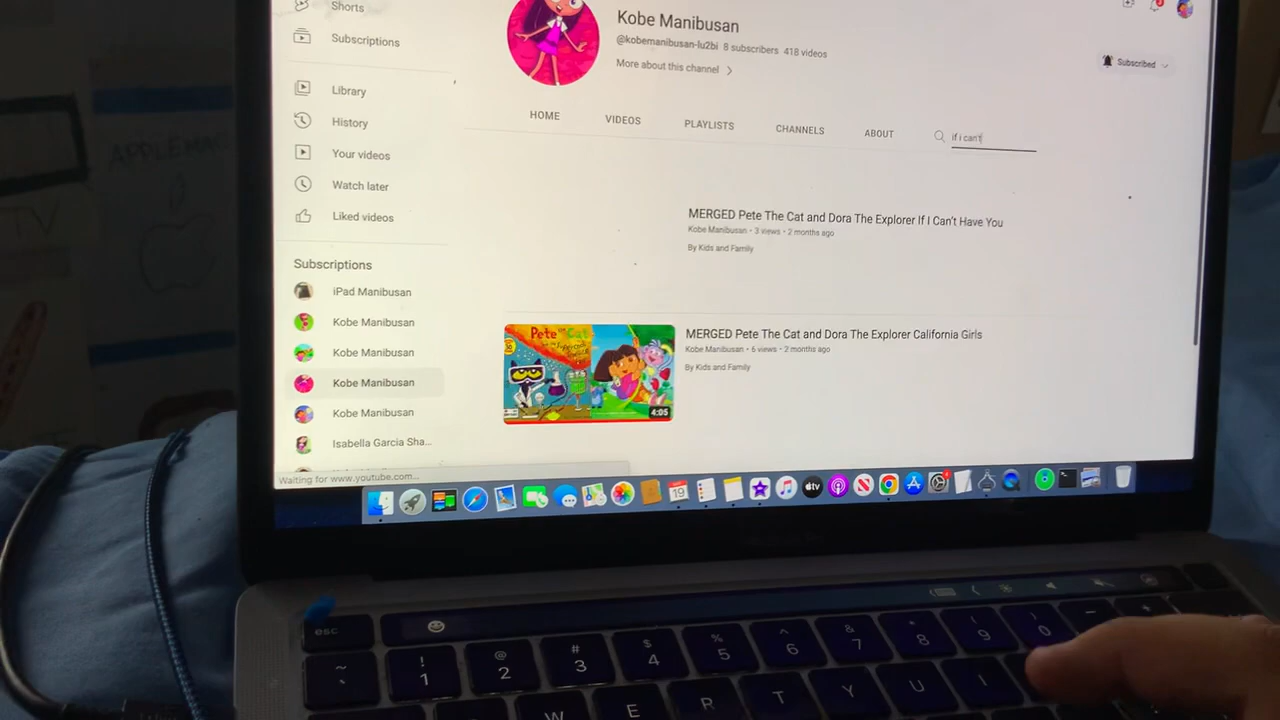 Shorts
Subscriptions
Library
History
Your videos
Watch later
Liked videos
Subscriptions
iPad Manibusan
Kobe Manibusan
Kobe Manibusan
Kobe Manibusan
Kobe Manibusan
Isabella Garcia Sha...
Waiting for www.youtube.com...
Kobe Manibusan
@kobemanibusan-lu2bi 8 subscribers 418 videos
More about this channel
Subscribed
HOME VIDEOS PLAYLISTS CHANNELS ABOUT If i can't
MERGED Pete The Cat and Dora The Explorer If I Can't Have You
Kobe Manibusan • 3 views • 2 months ago
By Kids and Family
Pete the Cat
4:05
MERGED Pete The Cat and Dora The Explorer California Girls
Kobe Manibusan • 6 views • 2 months ago
By Kids and Family
19
tv
esc
~ ! @ # $ % ^ & * ( ) _ +
` 1 2 3 4 5 6 7 8 9 0
W E R T Y U I